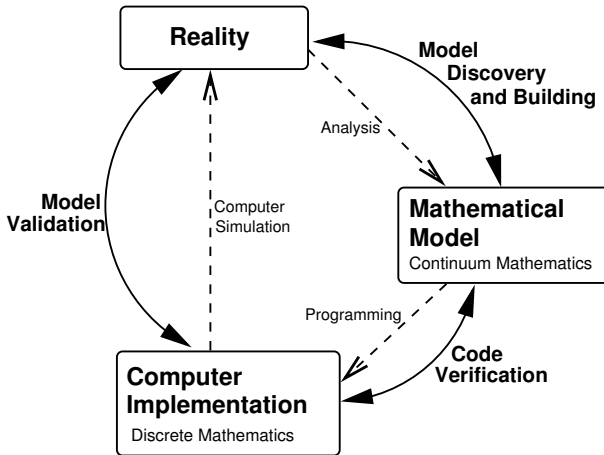 Reality
Model
Discovery
and Building
Analysis
Model
Validation
Computer
Simulation
Mathematical
Model
Continuum Mathematics
Programming
Code
Verification
Computer
Implementation
Discrete Mathematics